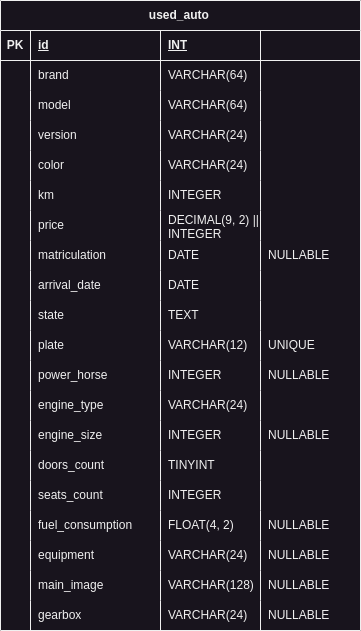 used_auto
PK id INT
brand VARCHAR(64)
model VARCHAR(64)
version VARCHAR(24)
color VARCHAR(24)
km INTEGER
price DECIMAL(9, 2) ||
INTEGER
matriculation DATE NULLABLE
arrival_date DATE
state TEXT
plate VARCHAR(12) UNIQUE
power_horse INTEGER NULLABLE
engine_type VARCHAR(24)
engine_size INTEGER NULLABLE
doors_count TINYINT
seats_count INTEGER
fuel_consumption FLOAT(4, 2) NULLABLE
equipment VARCHAR(24) NULLABLE
main_image VARCHAR(128) NULLABLE
gearbox VARCHAR(24) NULLABLE